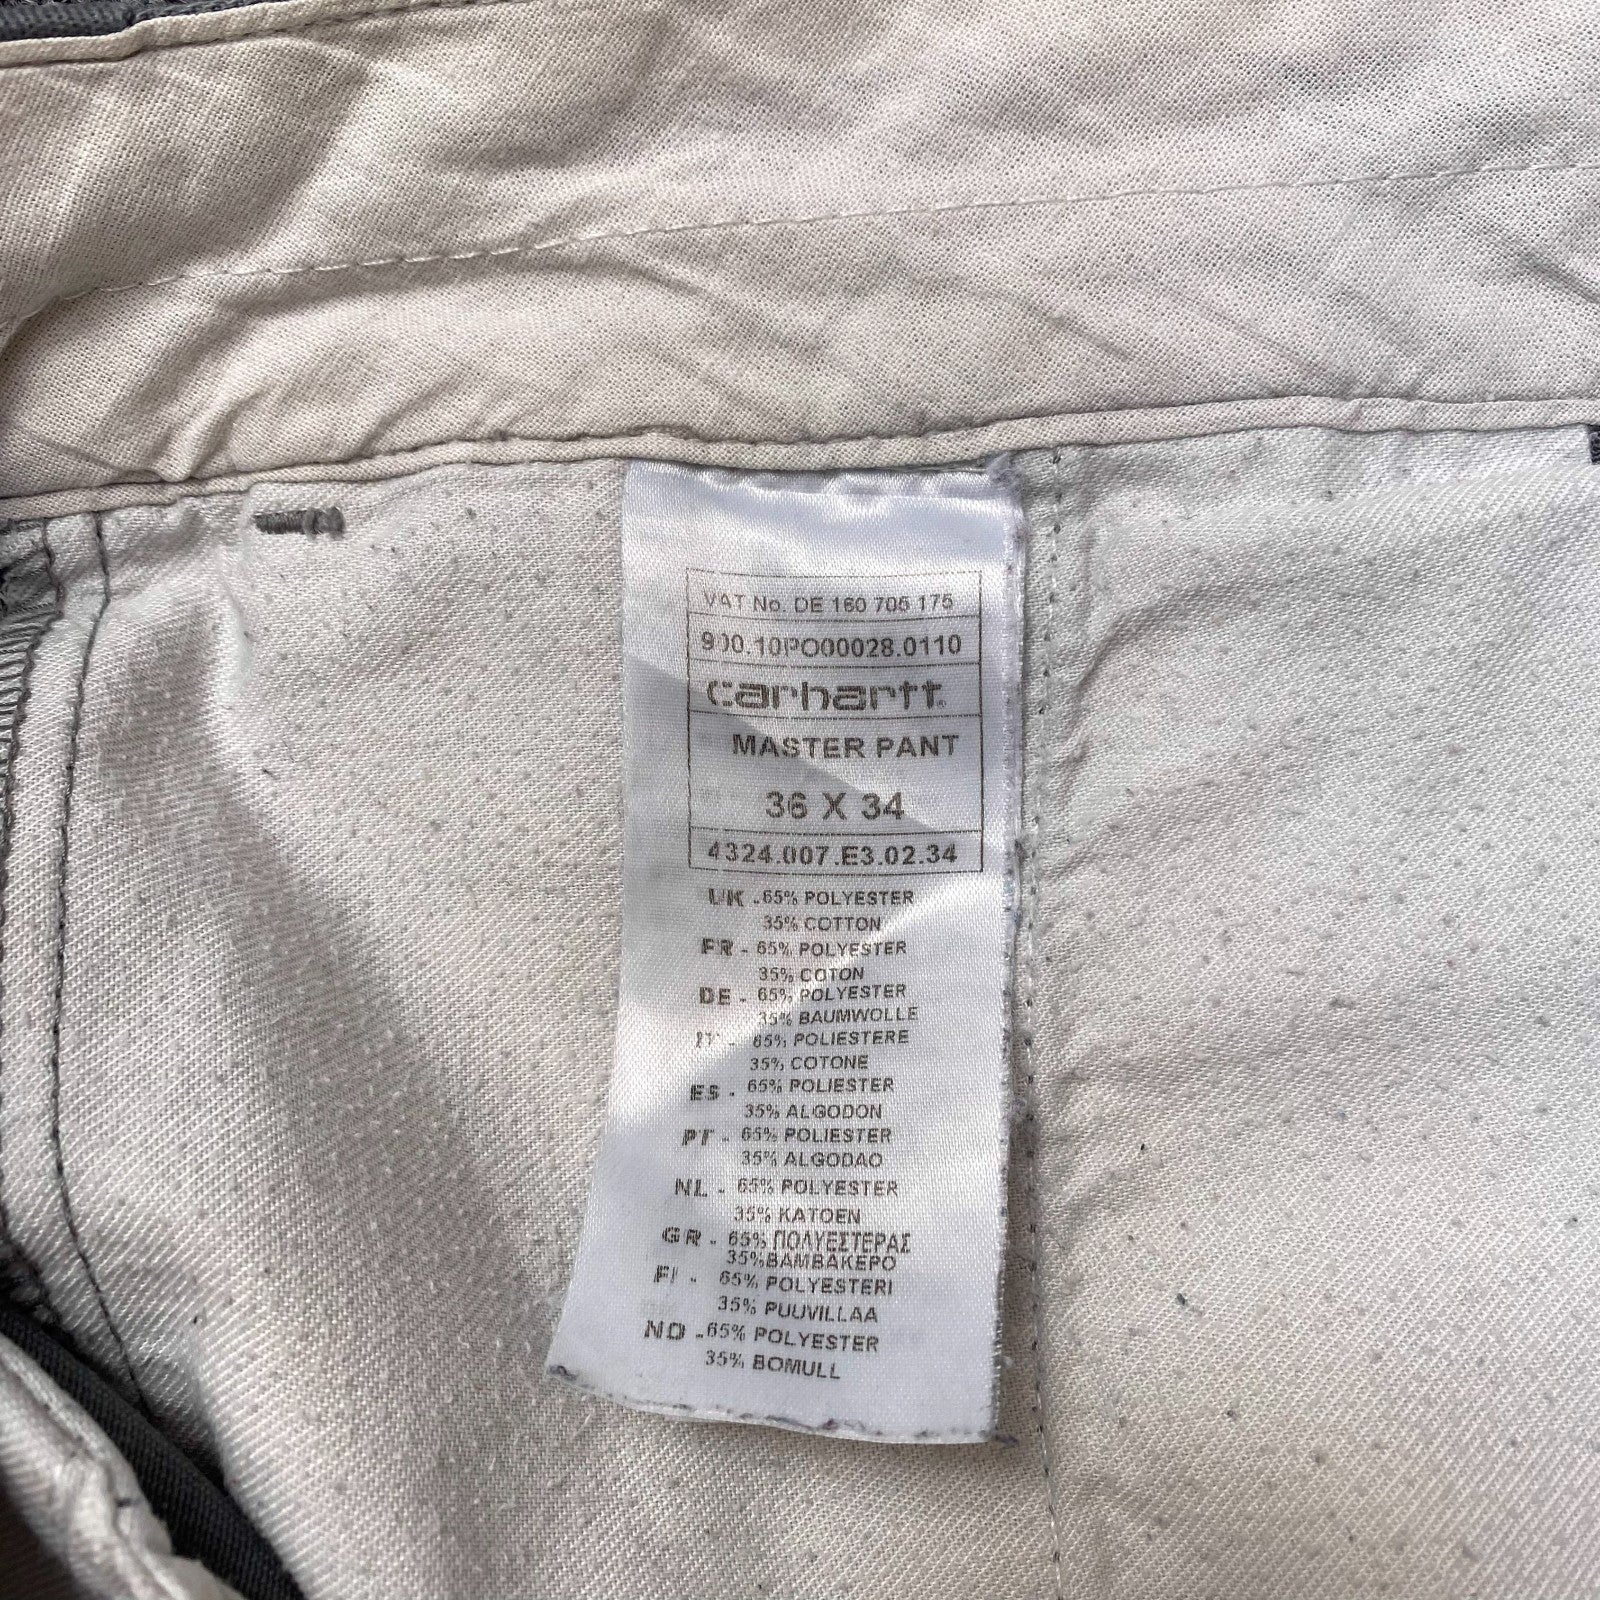 VAT No. DE 160 705 175
900.10PO00028.0110
carhartt
MASTER PANT
36 X 34
4324.007.E3.02.34
UK - 65% POLYESTER
35% COTTON
FR - 65% POLYESTER
35% COTON
DE - 65% POLYESTER
35% BAUMWOLLE
IT - 65% POLIESTERE
35% COTONE
ES - 65% POLIESTER
35% ALGODON
PT - 65% POLIESTER
35% ALGODAO
NL - 65% POLYESTER
35% KATOEN
GR - 65% ΠΟΛΥΕΣΤΕΡΑΣ
35% ΒΑΜΒΑΚΕΡΟ
FI - 65% POLYESTERI
35% PUUVILLAA
NO - 65% POLYESTER
35% BOMULL